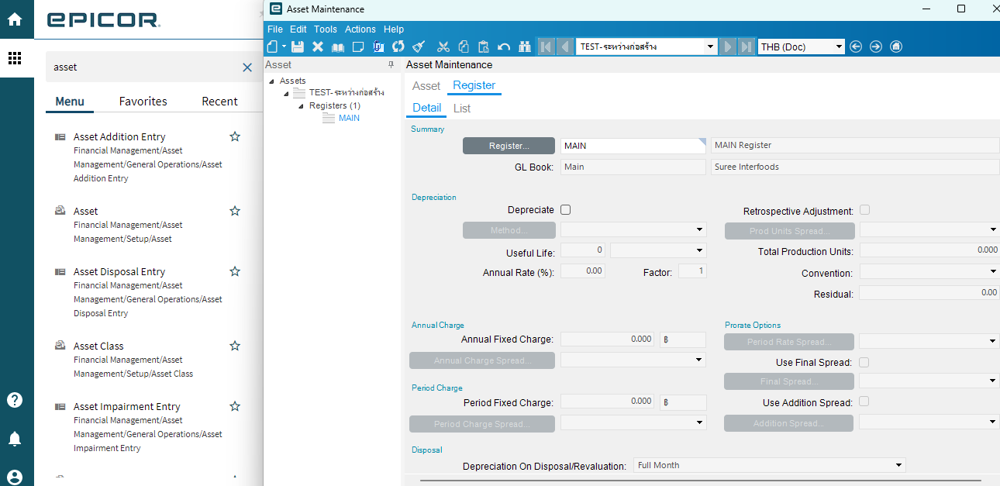 EPICOR
asset
Menu Favorites Recent
Asset Addition Entry
Financial Management/Asset
Management/General Operations/Asset
Addition Entry
Asset
Financial Management/Asset
Management/Setup/Asset
Asset Disposal Entry
Financial Management/Asset
Management/General Operations/Asset
Disposal Entry
Asset Class
Financial Management/Asset
Management/Setup/Asset Class
Asset Impairment Entry
Financial Management/Asset
Management/General Operations/Asset
Impairment Entry
Asset Maintenance
File Edit Tools Actions Help
TEST-ระหว่างก่อสร้าง THB (Doc)
Asset
Assets
TEST-ระหว่างก่อสร้าง
Registers (1)
MAIN
Asset Maintenance
Asset Register
Detail List
Summary
Register... MAIN MAIN Register
GL Book: Main Suree Interfoods
Depreciation
Depreciate Retrospective Adjustment:
Method... Prod Units Spread...
Useful Life: 0 Total Production Units: 0.000
Annual Rate (%): 0.00 Factor: 1 Convention:
Residual: 0.00
Annual Charge Prorate Options
Annual Fixed Charge: 0.000 ฿ Period Rate Spread...
Annual Charge Spread... Use Final Spread:
Final Spread...
Period Charge
Period Fixed Charge: 0.000 ฿ Use Addition Spread:
Period Charge Spread... Addition Spread...
Disposal
Depreciation On Disposal/Revaluation: Full Month